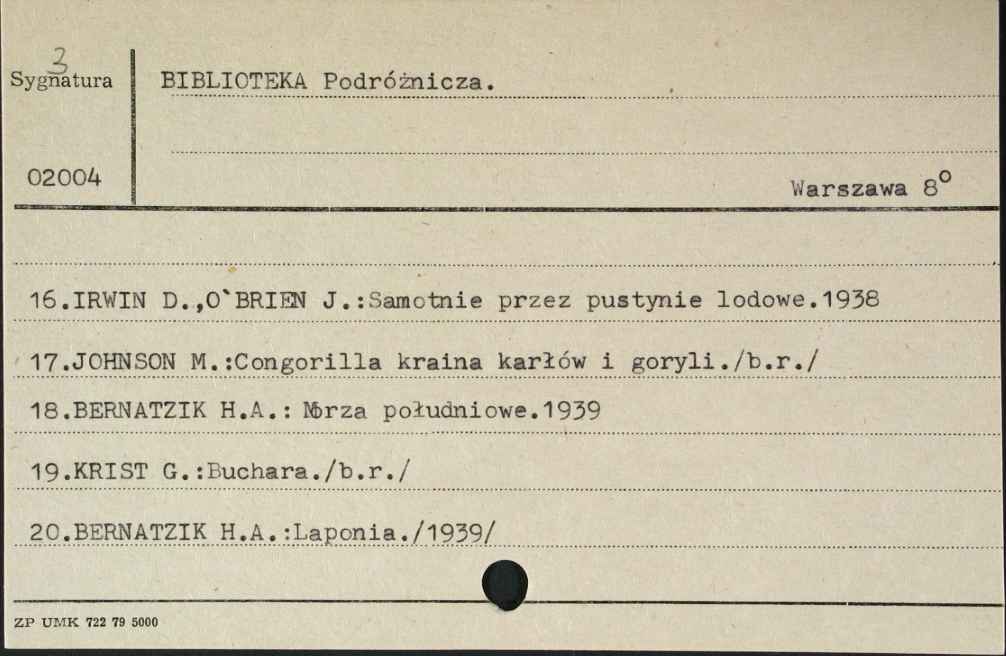 3
Sygnatura
BIBLIOTEKA Podróżnicza.
02004
Warszawa 8°
16.IRWIN D.,O`BRIEN J.:Samotnie przez pustynie lodowe.1938
17.JOHNSON M.:Congorilla kraina karłów i goryli./b.r./
18.BERNATZIK H.A.: Morza południowe.1939
19.KRIST G.:Buchara./b.r./
20.BERNATZIK H.A.:Laponia./1939/
ZP UMK 722 79 5000